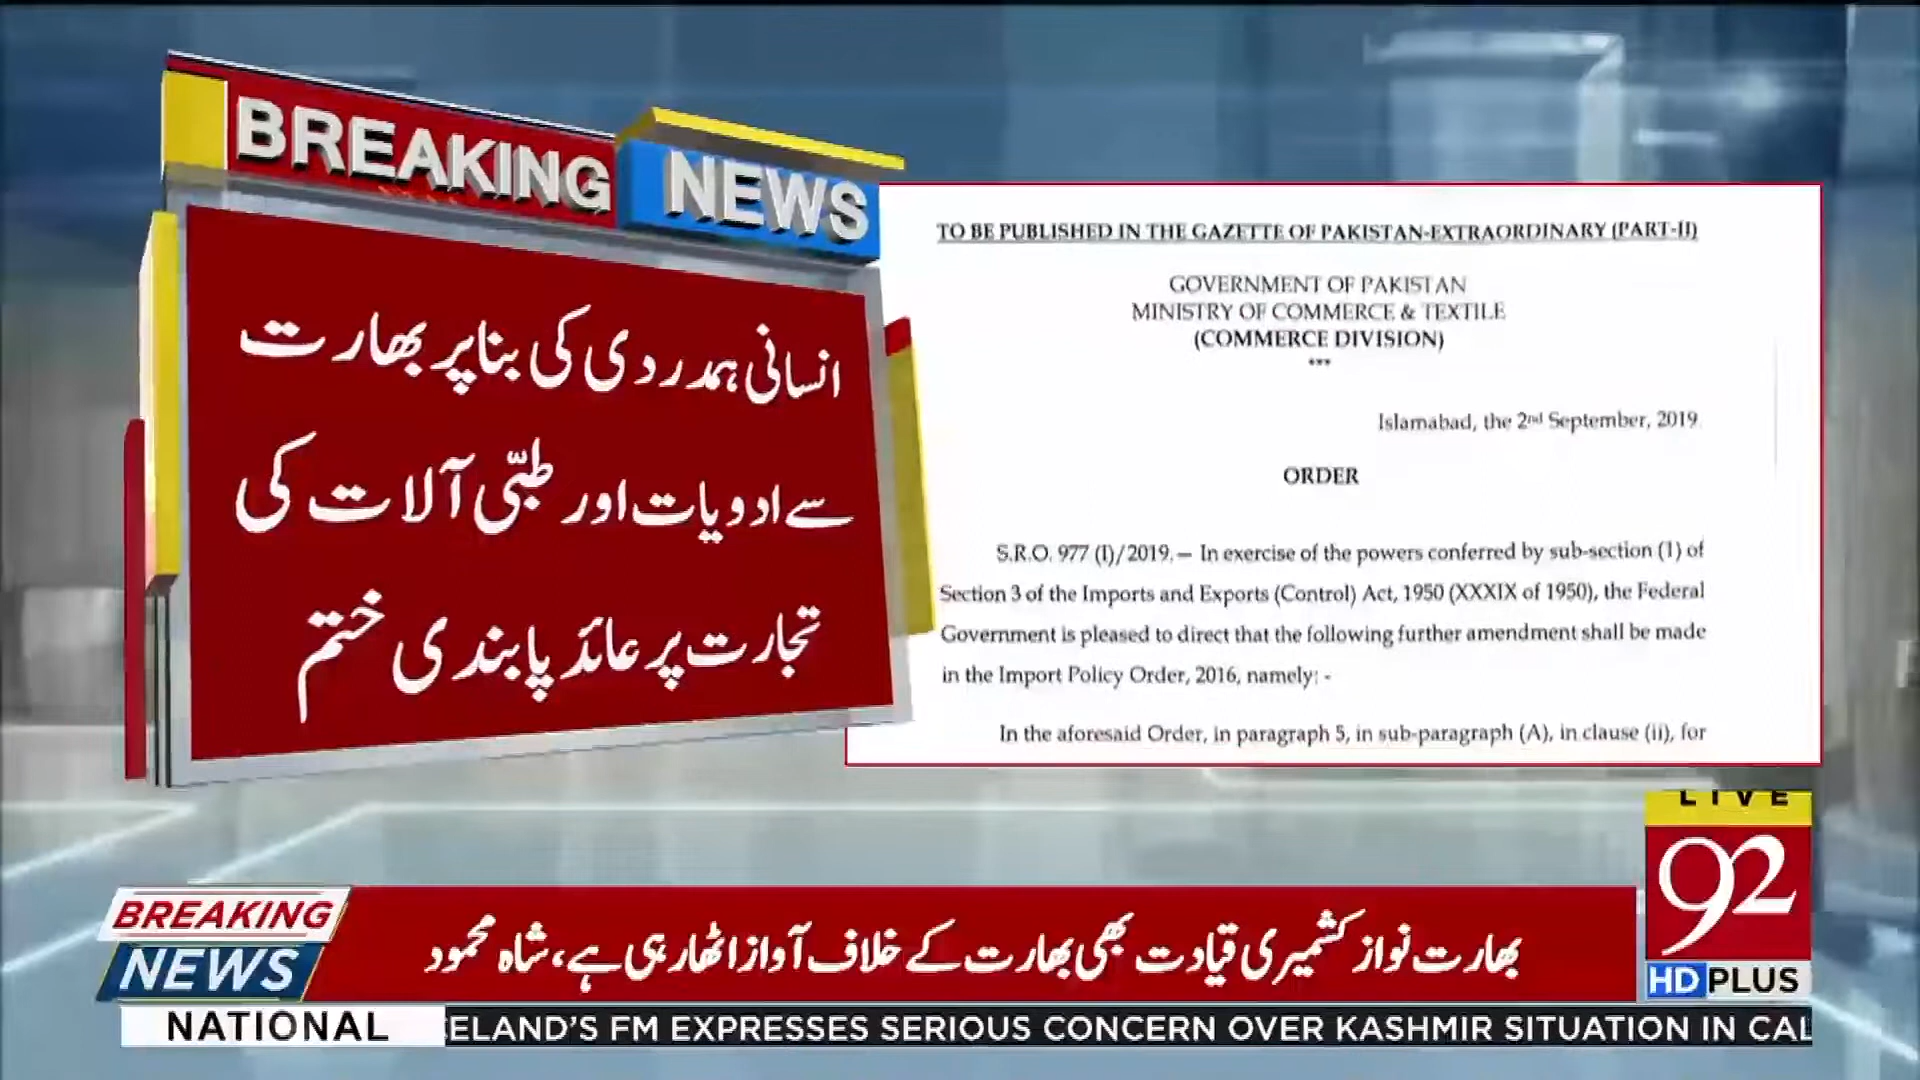 BREAKING NEWS
انسانی ہمدردی کی بنا پر بھارت
سے ادویات اور طبّی آلات کی
تجارت پر عائد پابندی ختم
TO BE PUBLISHED IN THE GAZETTE OF PAKISTAN-EXTRAORDINARY (PART-II)
GOVERNMENT OF PAKISTAN
MINISTRY OF COMMERCE & TEXTILE
(COMMERCE DIVISION)
***
Islamabad, the 2nd September, 2019
ORDER
S.R.O. 977 (I)/2019. — In exercise of the powers conferred by sub-section (1) of
Section 3 of the Imports and Exports (Control) Act, 1950 (XXXIX of 1950), the Federal
Government is pleased to direct that the following further amendment shall be made
in the Import Policy Order, 2016, namely: -
In the aforesaid Order, in paragraph 5, in sub-paragraph (A), in clause (ii), for
LIVE
92
HD PLUS
BREAKING
NEWS
بھارت نواز کشمیری قیادت بھی بھارت کے خلاف آواز اٹھا رہی ہے، شاہ محمود
NATIONAL
ELAND'S FM EXPRESSES SERIOUS CONCERN OVER KASHMIR SITUATION IN CAL